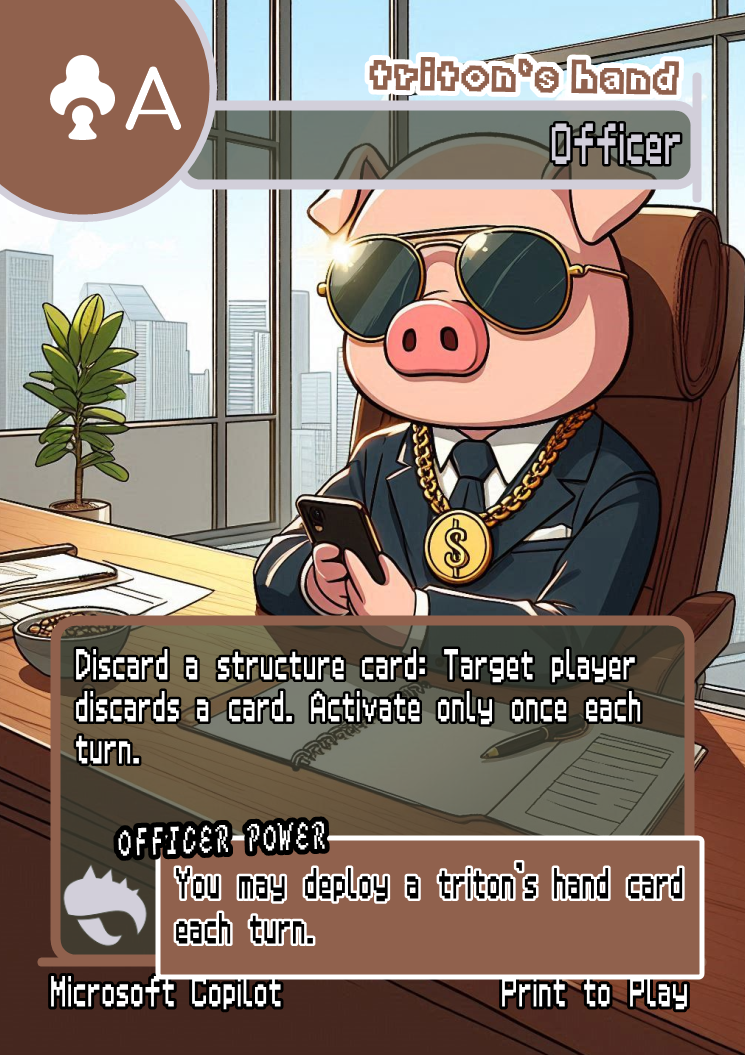 A
triton's hand
Officer
$
Discard a structure card: Target player
discards a card. Activate only once each
turn.
OFFICER POWER
You may deploy a triton's hand card
each turn.
Microsoft Copilot
Print to Play